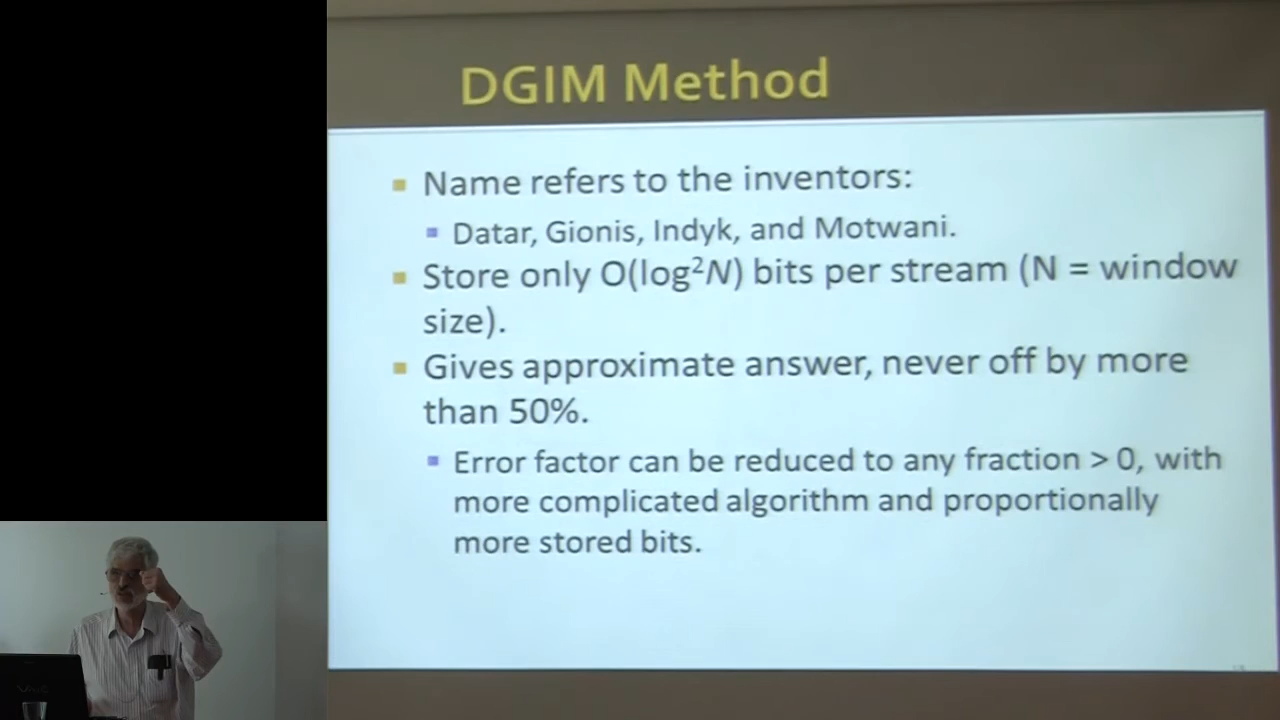 DGIM Method
Name refers to the inventors:
Datar, Gionis, Indyk, and Motwani.
Store only O(log²N) bits per stream (N = window
size).
Gives approximate answer, never off by more
than 50%.
Error factor can be reduced to any fraction > 0, with
more complicated algorithm and proportionally
more stored bits.